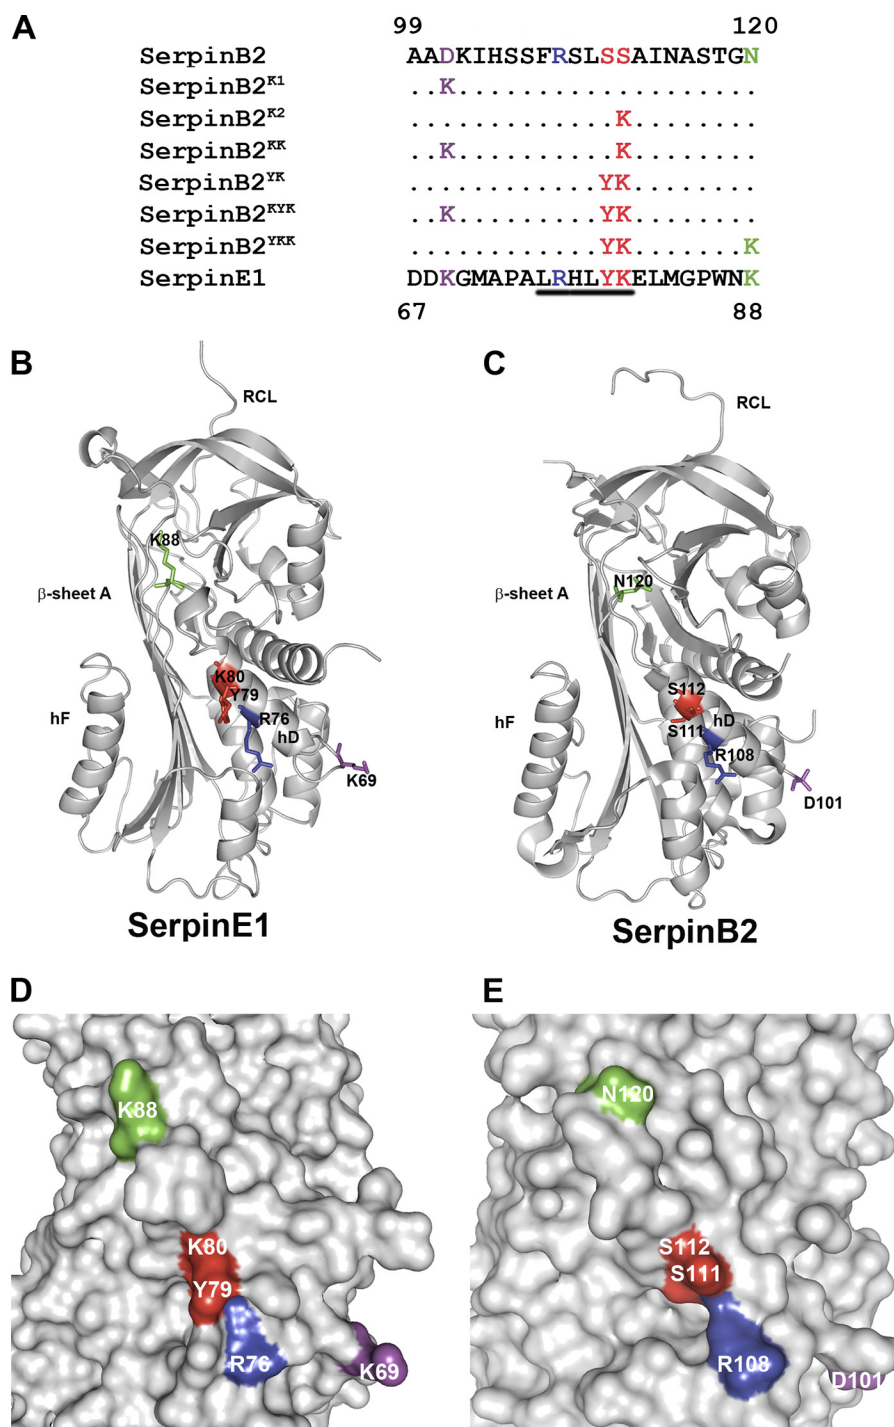 A
99 120
SerpinB2 AADKIHSSFRSLSSAINASTGN
SerpinB2K1 ..K...................
SerpinB2K2 .............K........
SerpinB2KK ..K..........K........
SerpinB2YK ............YK........
SerpinB2KYK ..K.........YK........
SerpinB2YKK ............YK.......K
SerpinE1 DDKGMAPALRHLYKELMGPWNK
67 88
B
RCL
K88
β-sheet A
K80
Y79
hF
R76
hD
K69
SerpinE1
C
RCL
N120
β-sheet A
S112
hF
hD
S111
R108
D101
SerpinB2
D
K88
K80
Y79
R76
K69
E
N120
S112
S111
R108
D101